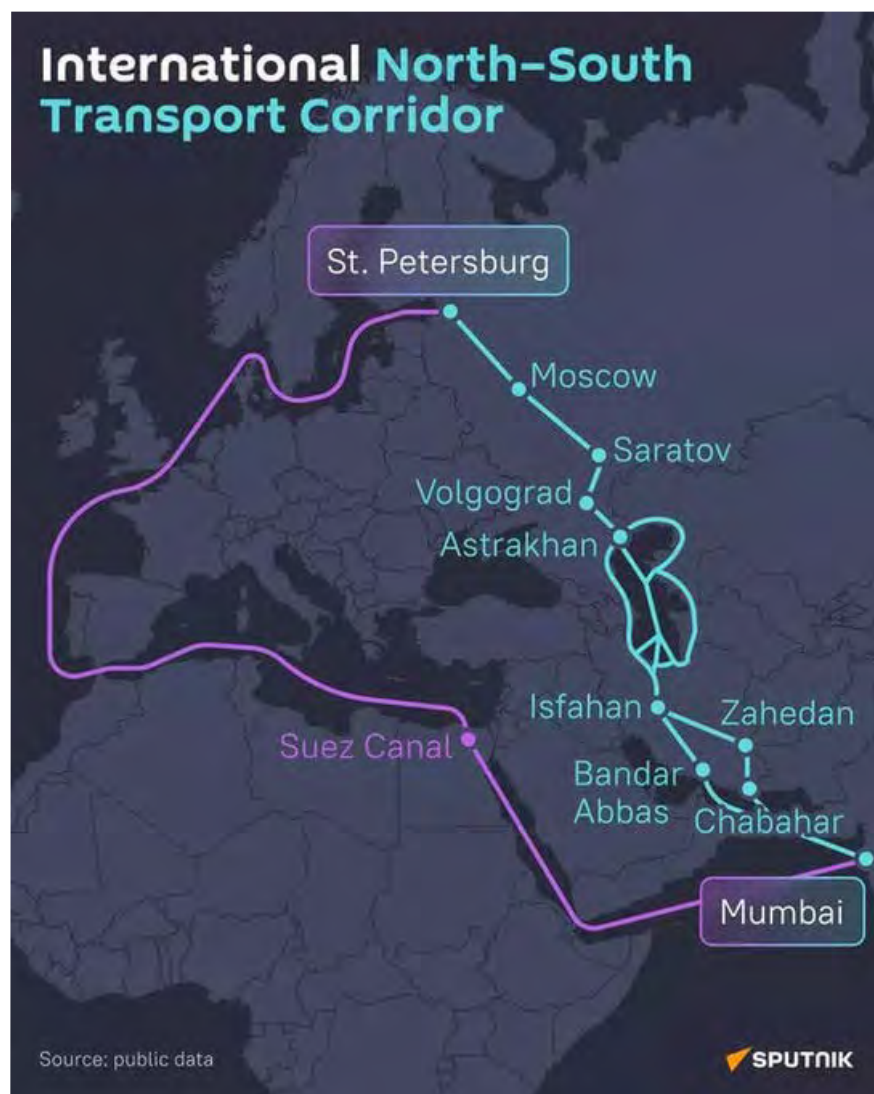 International North-South
Transport Corridor
St. Petersburg
Moscow
Saratov
Volgograd
Astrakhan
Isfahan
Zahedan
Suez Canal
Bandar
Abbas
Chabahar
Mumbai
Source: public data
SPUTNIK